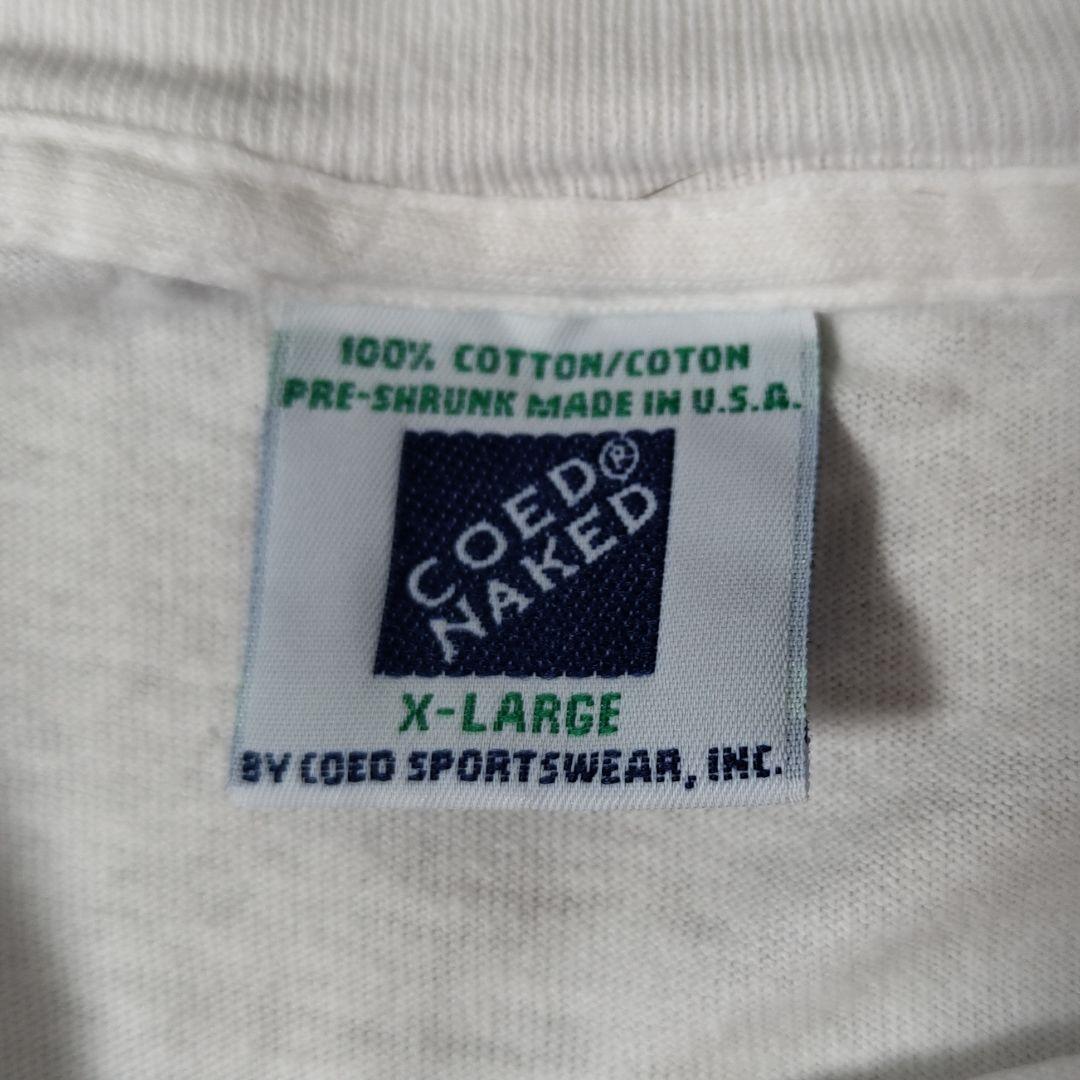 100% COTTON/COTON
PRE-SHRUNK MADE IN U.S.A.
COED®
NAKED
X-LARGE
BY COED SPORTSWEAR, INC.